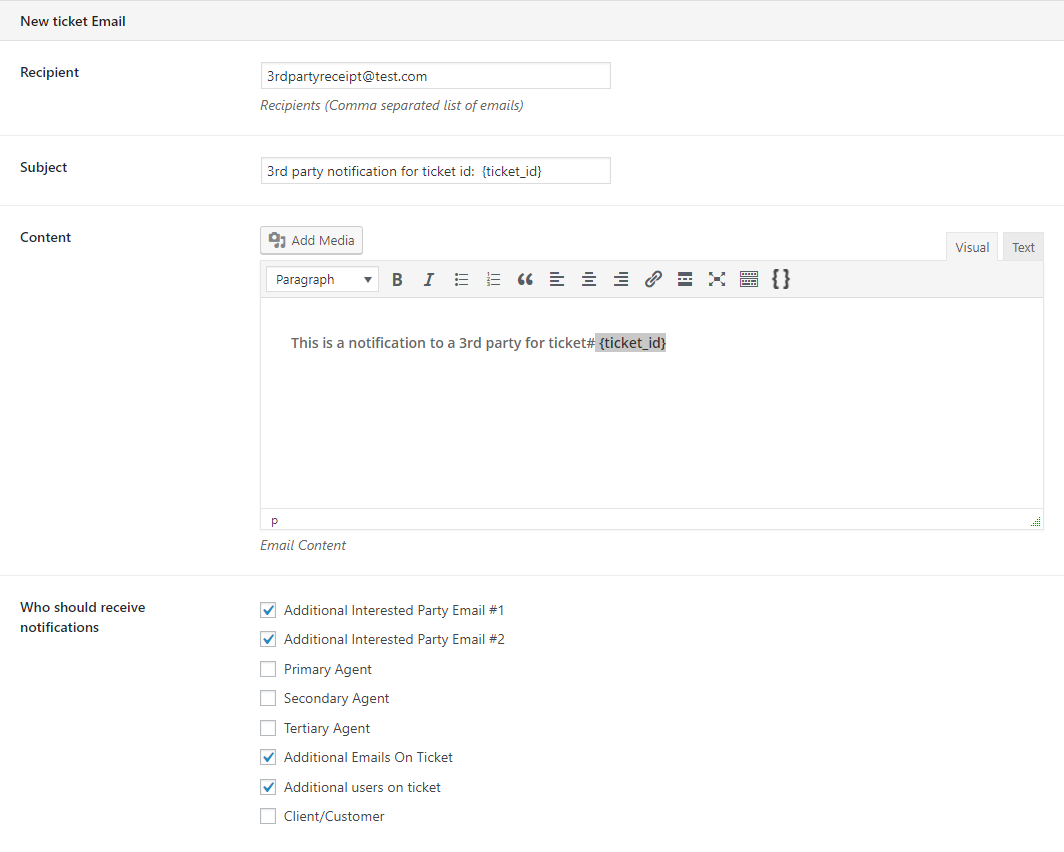 New ticket Email
Recipient
3rdpartyreceipt@test.com
Recipients (Comma separated list of emails)
Subject
3rd party notification for ticket id:  {ticket_id}
Content
Add Media
Visual
Text
Paragraph
This is a notification to a 3rd party for ticket# {ticket_id}
p
Email Content
Who should receive
notifications
Additional Interested Party Email #1
Additional Interested Party Email #2
Primary Agent
Secondary Agent
Tertiary Agent
Additional Emails On Ticket
Additional users on ticket
Client/Customer